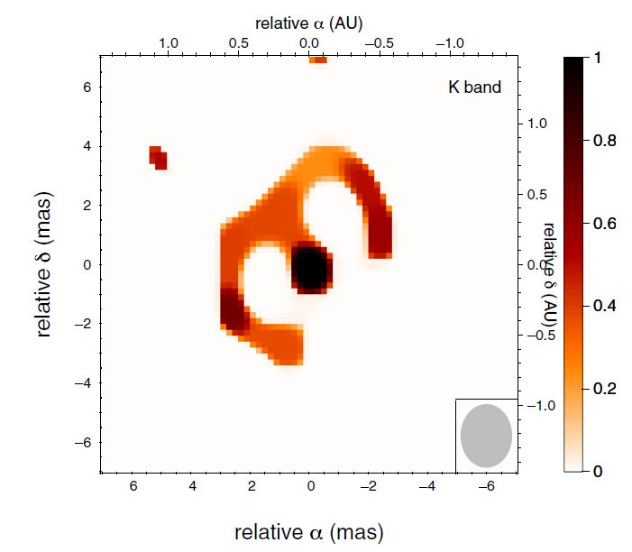 relative α (AU)
1.0 0.5 0.0 −0.5 −1.0
K band
6
4
2
0
−2
−4
−6
relative δ (mas)
1.0
0.5
0.0
−0.5
−1.0
relative δ (AU)
1
0.8
0.6
0.4
0.2
0
6 4 2 0 −2 −4 −6
relative α (mas)